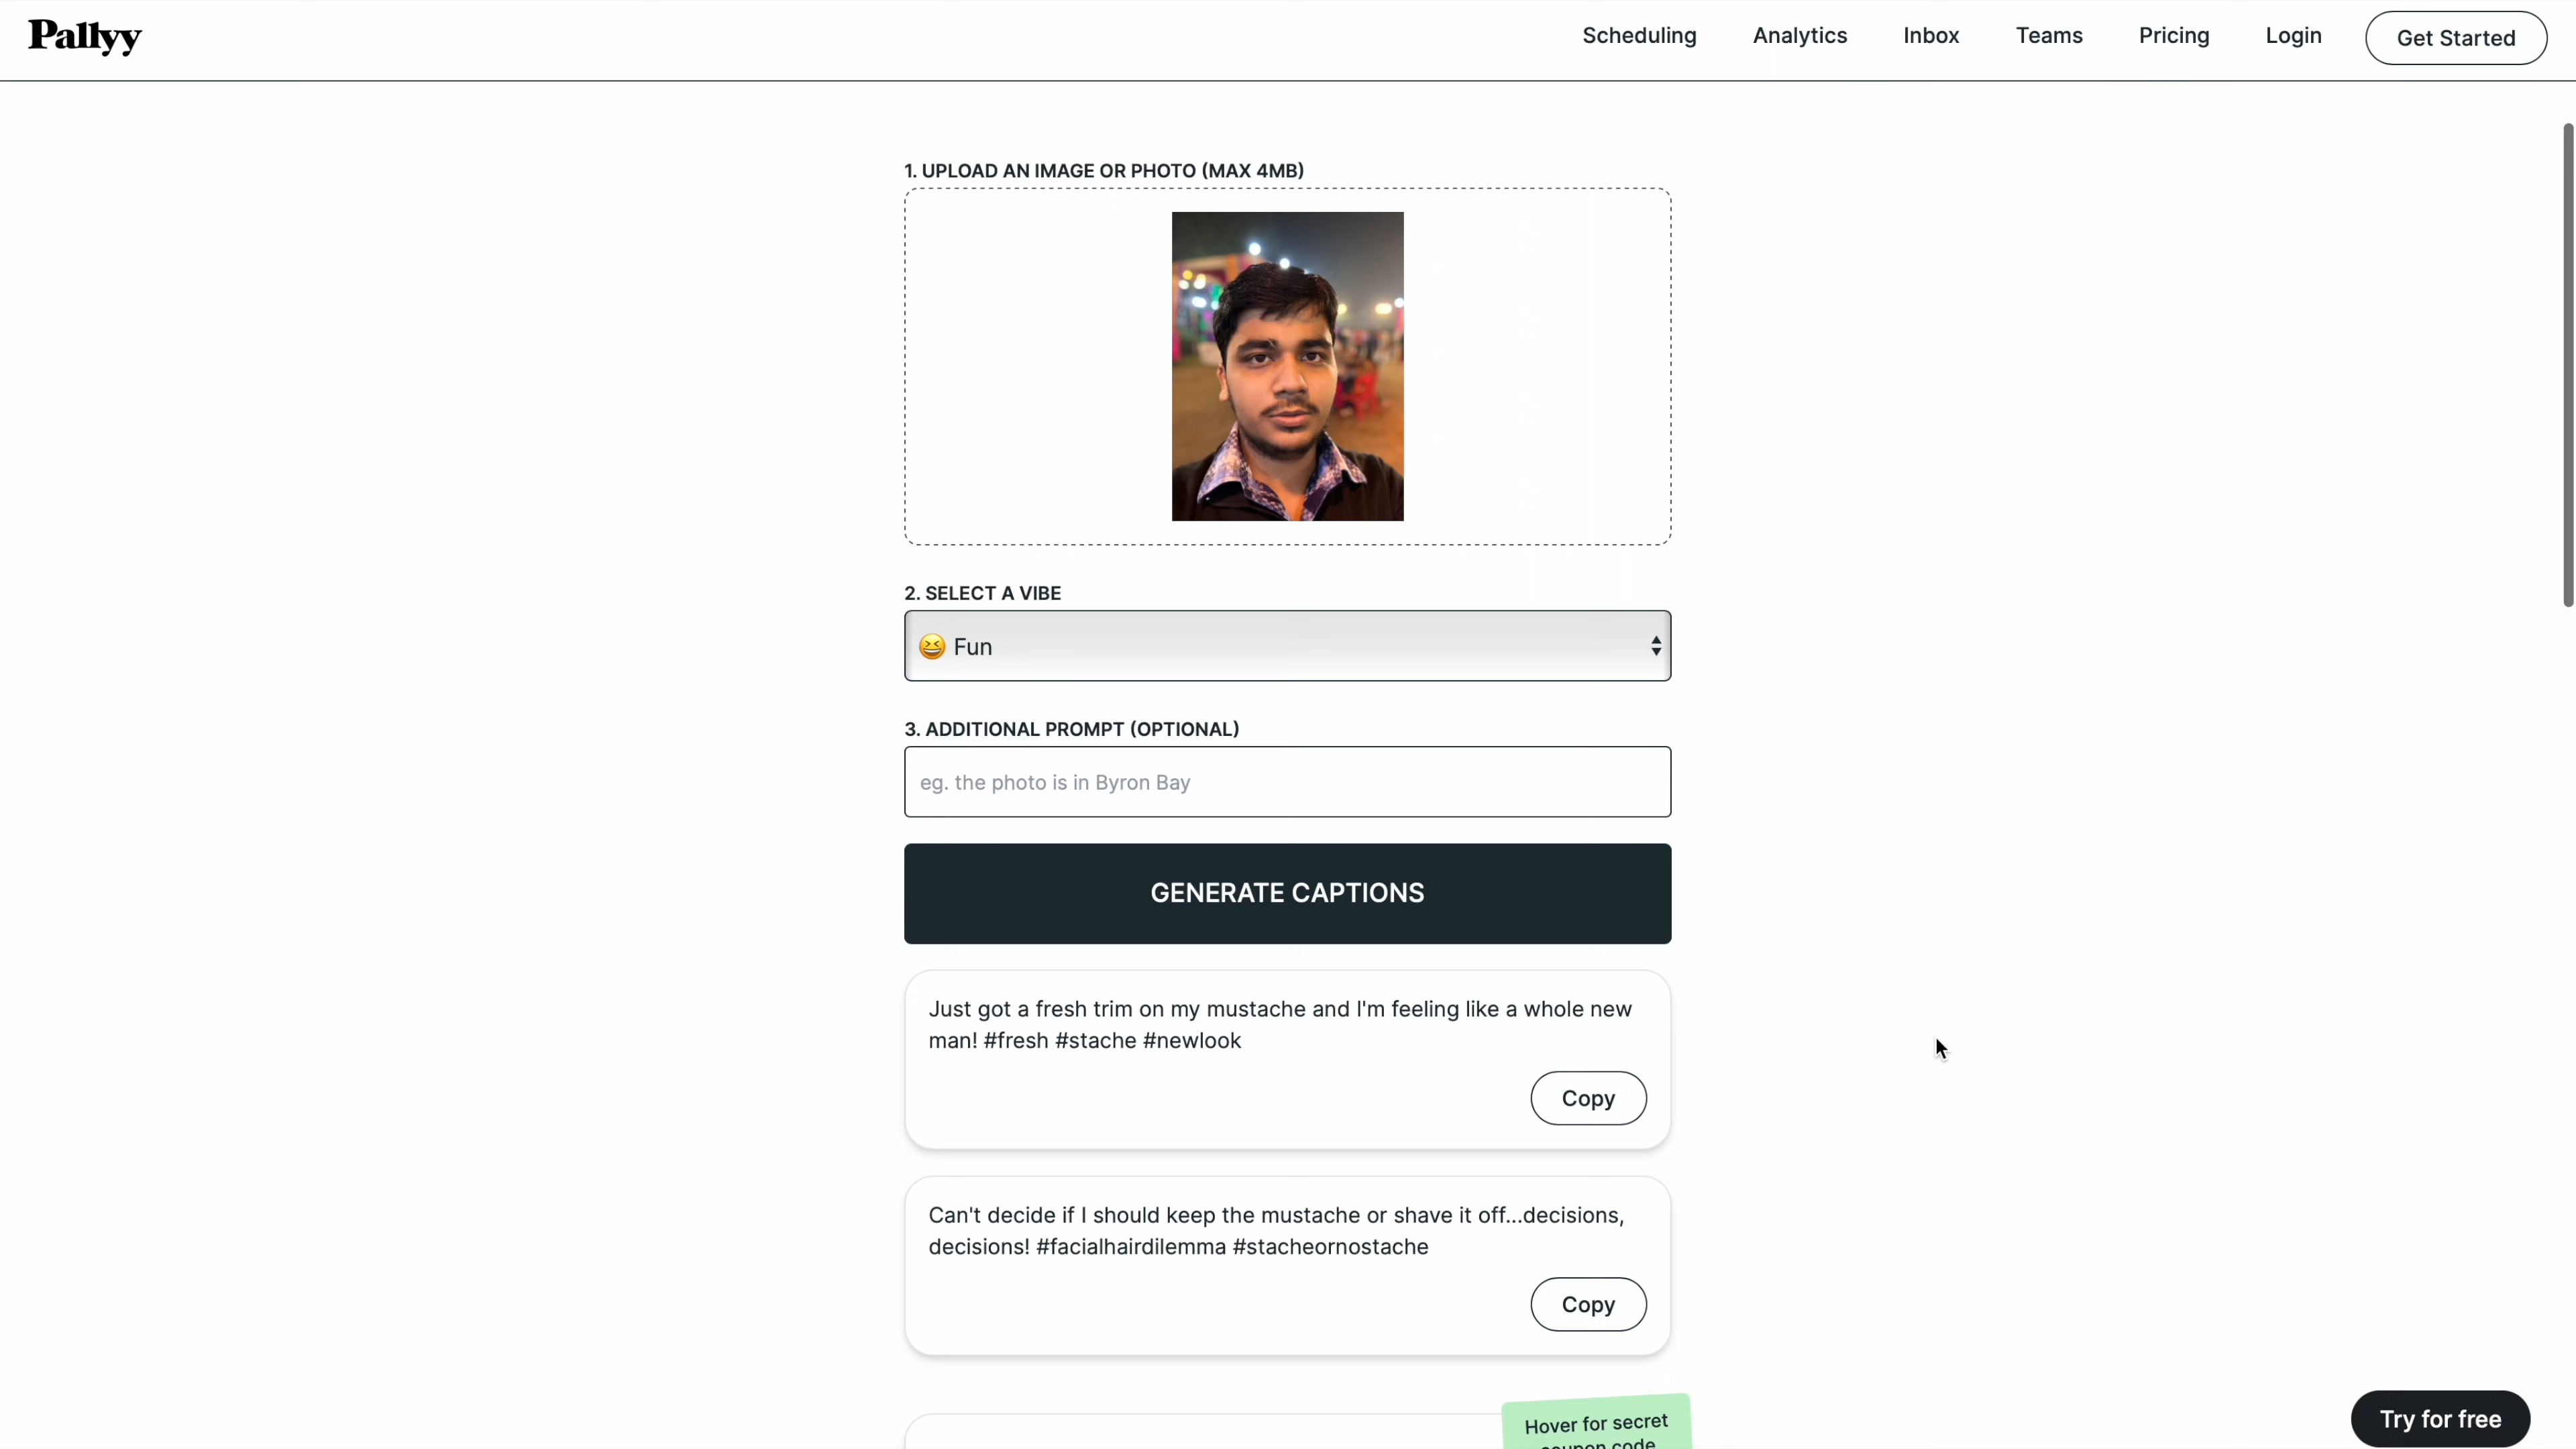 Pallyy
Scheduling
Analytics
Inbox
Teams
Pricing
Login
Get Started
1. UPLOAD AN IMAGE OR PHOTO (MAX 4MB)
2. SELECT A VIBE
😆 Fun
3. ADDITIONAL PROMPT (OPTIONAL)
eg. the photo is in Byron Bay
GENERATE CAPTIONS
Just got a fresh trim on my mustache and I'm feeling like a whole new
man! #fresh #stache #newlook
Copy
Can't decide if I should keep the mustache or shave it off...decisions,
decisions! #facialhairdilemma #stacheornostache
Copy
Hover for secret
coupon code
Try for free